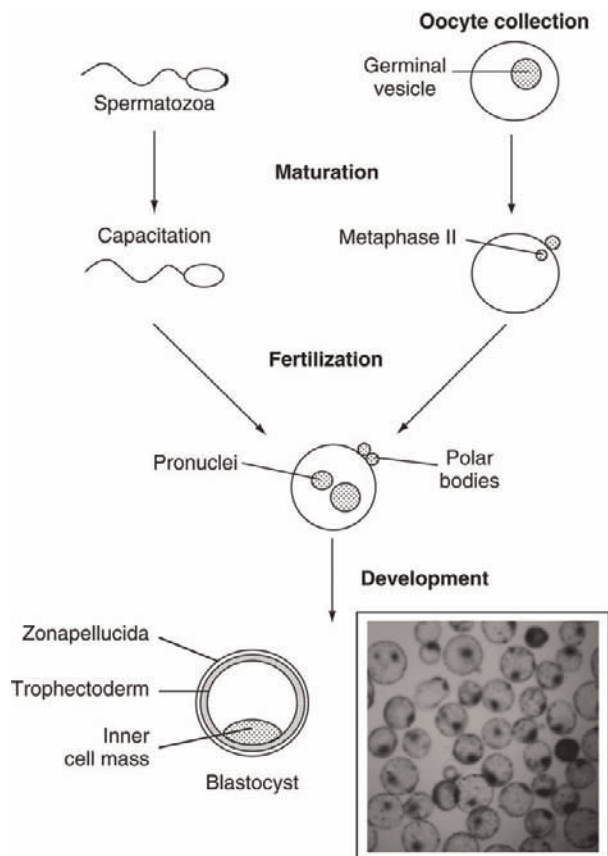 Oocyte collection
Germinal
vesicle
Spermatozoa
Maturation
Capacitation
Metaphase II
Fertilization
Pronuclei
Polar
bodies
Development
Zonapellucida
Trophectoderm
Inner
cell mass
Blastocyst